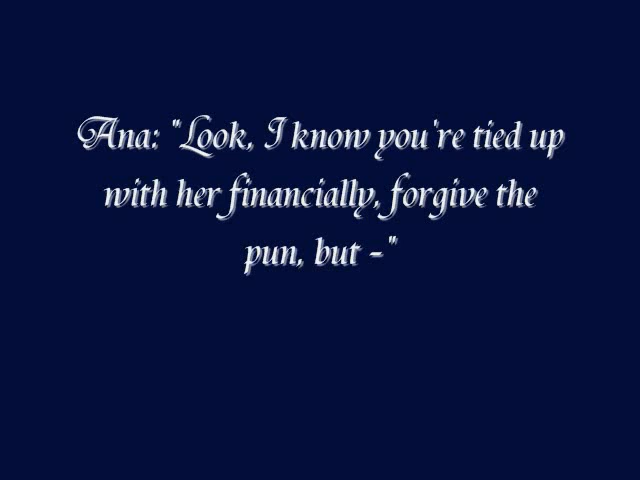 Ana: "Look, I know you're tied up
with her financially, forgive the
pun, but -"